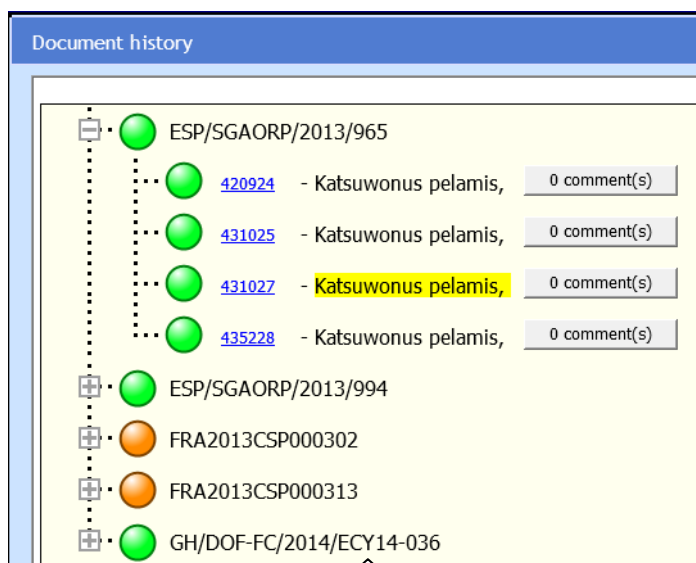 Document history
ESP/SGAORP/2013/965
420924 - Katsuwonus pelamis, 0 comment(s)
431025 - Katsuwonus pelamis, 0 comment(s)
431027 - Katsuwonus pelamis, 0 comment(s)
435228 - Katsuwonus pelamis, 0 comment(s)
ESP/SGAORP/2013/994
FRA2013CSP000302
FRA2013CSP000313
GH/DOF-FC/2014/ECY14-036